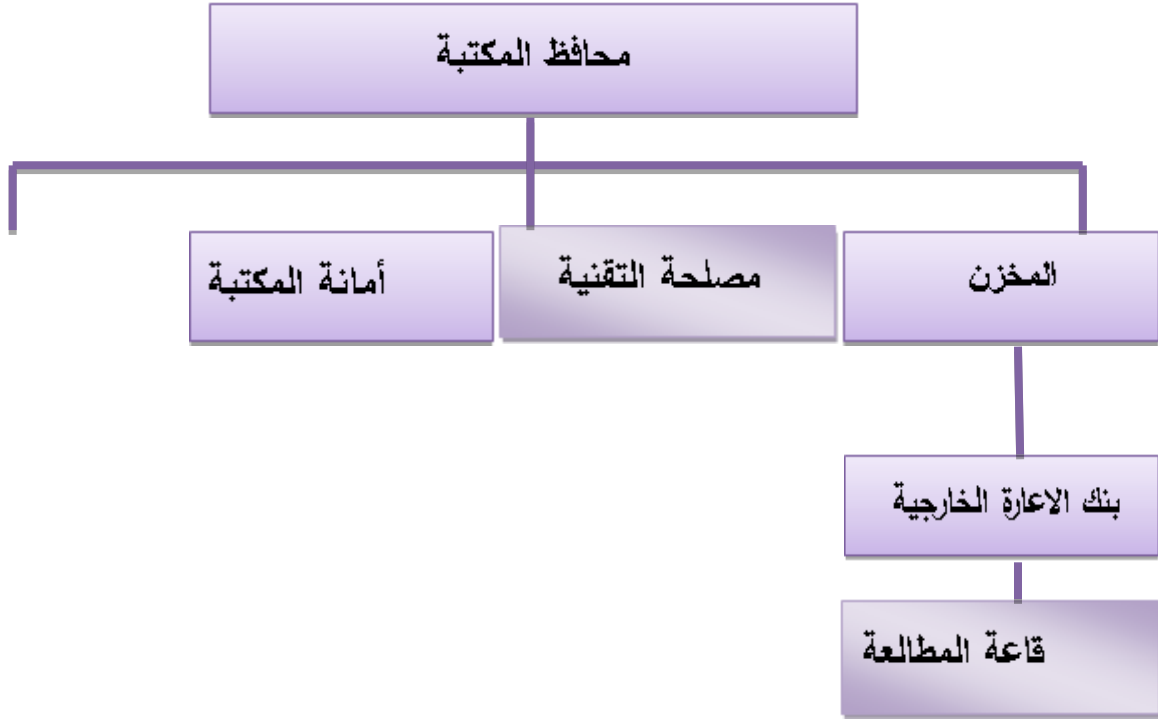 محافظ المكتبة
المخزن
مصلحة التقنية
أمانة المكتبة
بنك الاعارة الخارجية
قاعة المطالعة